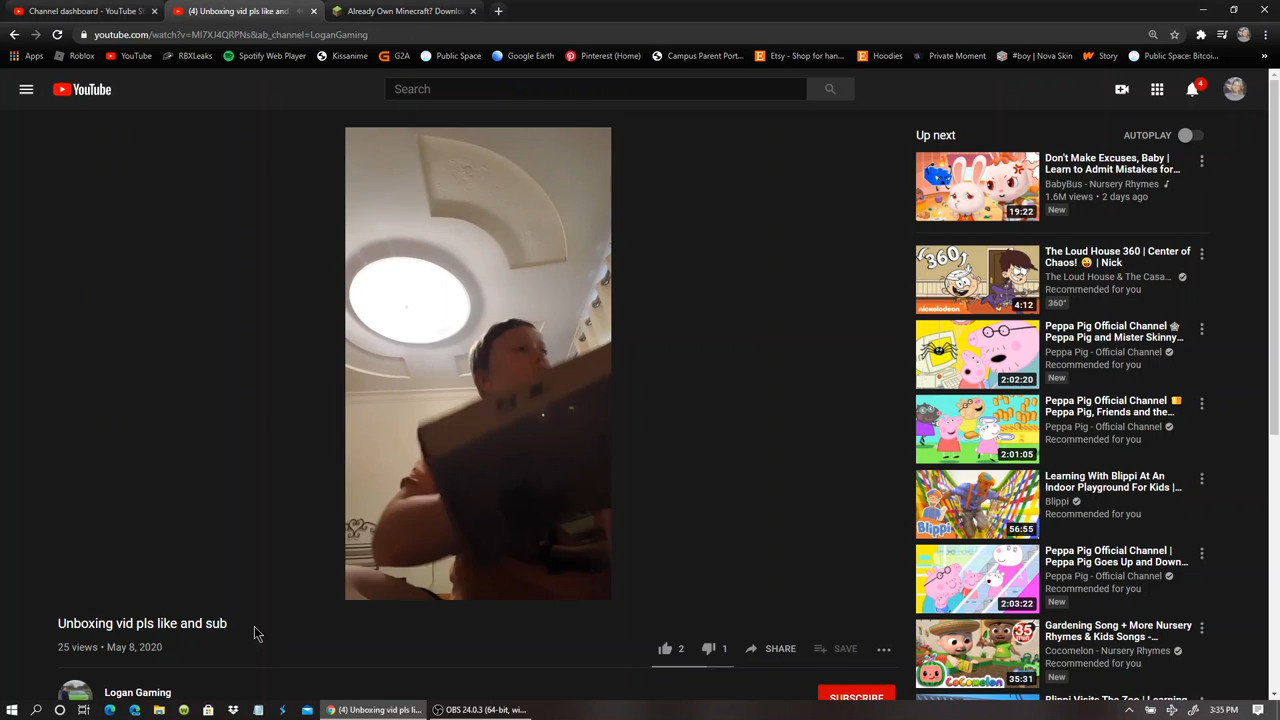 Channel dashboard - YouTube St
(4) Unboxing vid pls like and
Already Own Minecraft? Downlo
youtube.com/watch?v=MI7XJ4QRPNs&ab_channel=LoganGaming
Apps
Roblox
YouTube
RBXLeaks
Spotify Web Player
Kissanime
G2A
Public Space
Google Earth
Pinterest (Home)
Campus Parent Port...
Etsy - Shop for han...
Hoodies
Private Moment
#boy | Nova Skin
Story
Public Space: Bitcoi...
YouTube
Search
4
Up next
AUTOPLAY
Don't Make Excuses, Baby |
Learn to Admit Mistakes for...
BabyBus - Nursery Rhymes
1.6M views • 2 days ago
New
19:22
The Loud House 360 | Center of
Chaos! 😛 | Nick
The Loud House & The Casa...
Recommended for you
360°
360
nickelodeon
4:12
Peppa Pig Official Channel
Peppa Pig and Mister Skinny...
Peppa Pig - Official Channel
Recommended for you
New
2:02:20
Peppa Pig Official Channel
Peppa Pig, Friends and the...
Peppa Pig - Official Channel
Recommended for you
2:01:05
Learning With Blippi At An
Indoor Playground For Kids |...
Blippi
Recommended for you
Blippi
56:55
Peppa Pig Official Channel |
Peppa Pig Goes Up and Down...
Peppa Pig - Official Channel
Recommended for you
New
2:03:22
Gardening Song + More Nursery
Rhymes & Kids Songs -...
Cocomelon - Nursery Rhymes
Recommended for you
New
35 min
CoComelon
35:31
Blippi Visits The Zoo | Learning
Unboxing vid pls like and sub
25 views • May 8, 2020
2
1
SHARE
SAVE
Logan Gaming
SUBSCRIBE
) Unboxing vid pls li...
OBS 24.0.3 (64-bit, wi...
3:35 PM